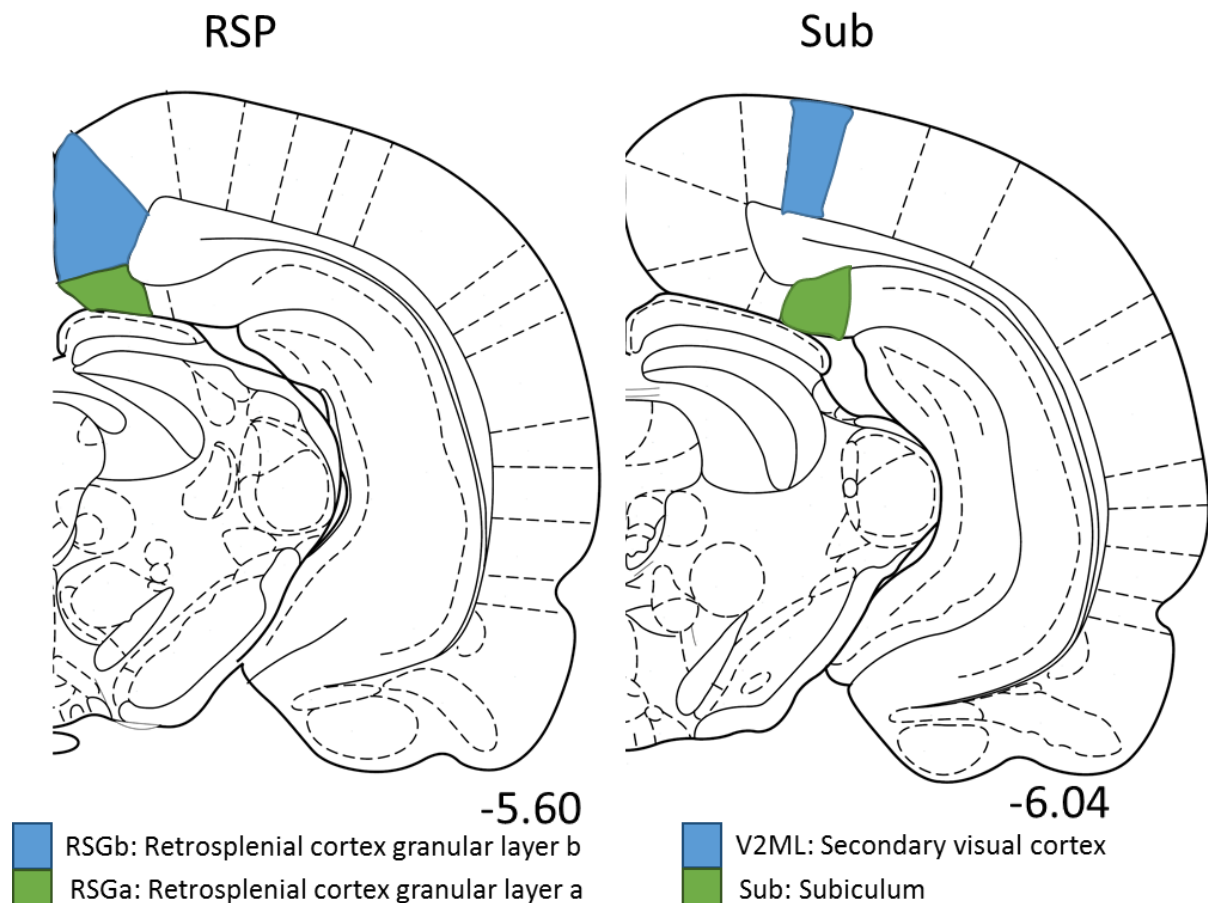 RSP
Sub
-5.60
-6.04
RSGb: Retrosplenial cortex granular layer b
RSGa: Retrosplenial cortex granular layer a
V2ML: Secondary visual cortex
Sub: Subiculum